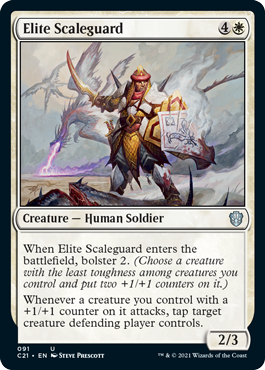 Elite Scaleguard 4
Creature — Human Soldier
When Elite Scaleguard enters the
battlefield, bolster 2. (Choose a creature
with the least toughness among creatures you
control and put two +1/+1 counters on it.)
Whenever a creature you control with a
+1/+1 counter on it attacks, tap target
creature defending player controls.
2/3
091 U
C21 • EN Steve Prescott ™ & © 2021 Wizards of the Coast